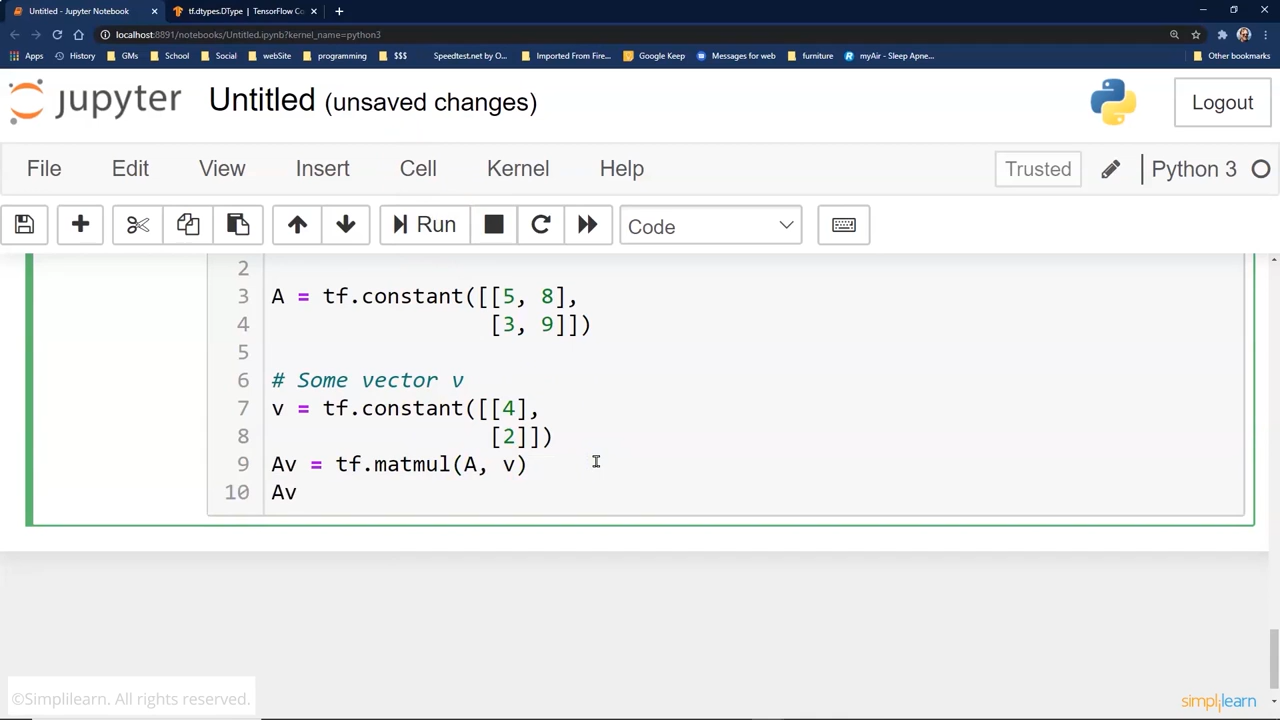 Untitled - Jupyter Notebook
tf.dtypes.DType | TensorFlow Co
localhost:8891/notebooks/Untitled.ipynb?kernel_name=python3
Apps History GMs School Social webSite programming $$$ Speedtest.net by O... Imported From Fire... Google Keep Messages for web furniture myAir - Sleep Apne... Other bookmarks
jupyter Untitled (unsaved changes) Logout
File Edit View Insert Cell Kernel Help Trusted Python 3
Run Code
2
3 A = tf.constant([[5, 8],
4 [3, 9]])
5
6 # Some vector v
7 v = tf.constant([[4],
8 [2]])
9 Av = tf.matmul(A, v)
10 Av
©Simplilearn. All rights reserved.
simplilearn